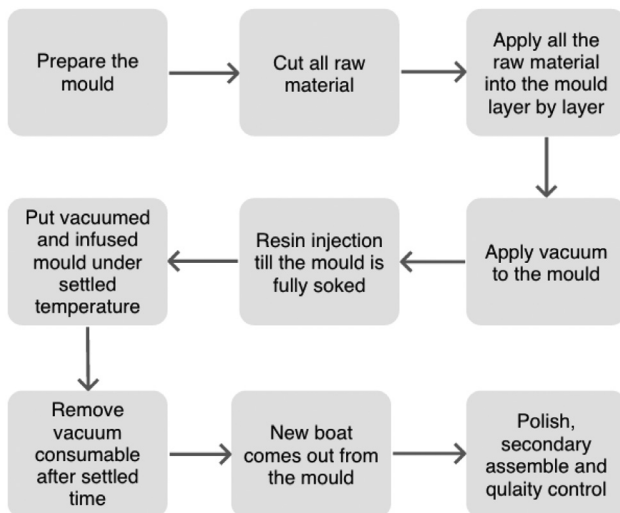 Prepare the
mould
Cut all raw
material
Apply all the
raw material
into the mould
layer by layer
Apply vacuum
to the mould
Resin injection
till the mould is
fully soked
Put vacuumed
and infused
mould under
settled
temperature
Remove
vacuum
consumable
after settled
time
New boat
comes out from
the mould
Polish,
secondary
assemble and
qulaity control